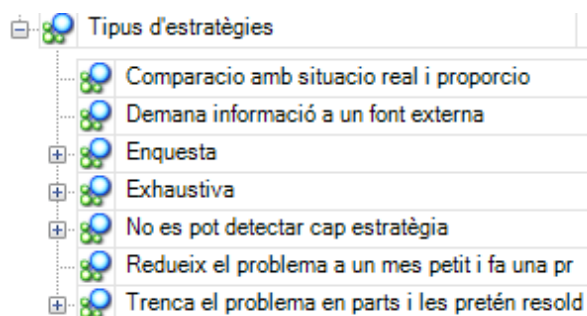 Tipus d'estratègies
Comparacio amb situacio real i proporcio
Demana informació a un font externa
Enquesta
Exhaustiva
No es pot detectar cap estratègia
Redueix el problema a un mes petit i fa una pr
Trenca el problema en parts i les pretén resold